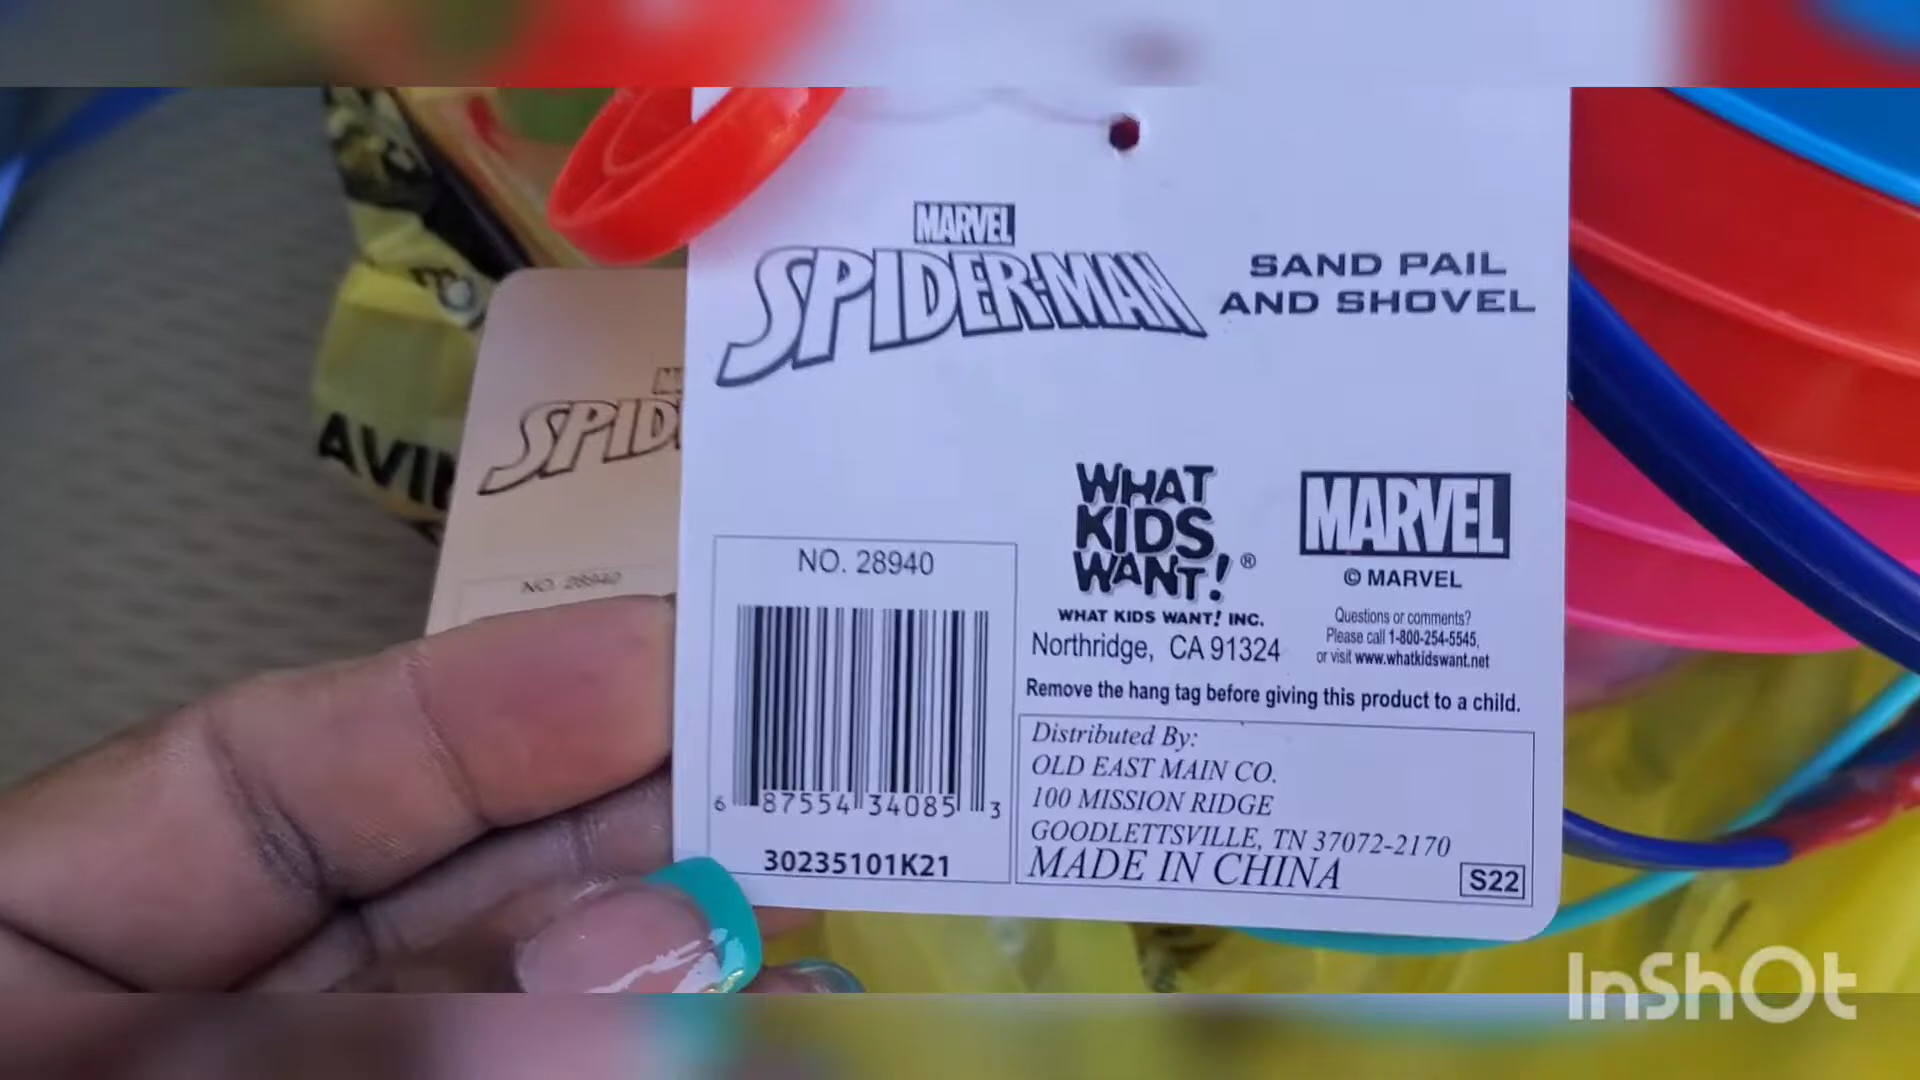 MARVEL
SPIDER-MAN
SAND PAIL
AND SHOVEL
SPID
AVIN
NO. 28940
NO. 28940
6 87554 34085 3
30235101K21
WHAT
KIDS
WANT!®
WHAT KIDS WANT! INC.
Northridge, CA 91324
MARVEL
© MARVEL
Questions or comments?
Please call 1-800-254-5545,
or visit www.whatkidswant.net
Remove the hang tag before giving this product to a child.
Distributed By:
OLD EAST MAIN CO.
100 MISSION RIDGE
GOODLETTSVILLE, TN 37072-2170
MADE IN CHINA
S22
InShOt